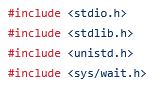 #include <stdio.h>
#include <stdlib.h>
#include <unistd.h>
#include <sys/wait.h>